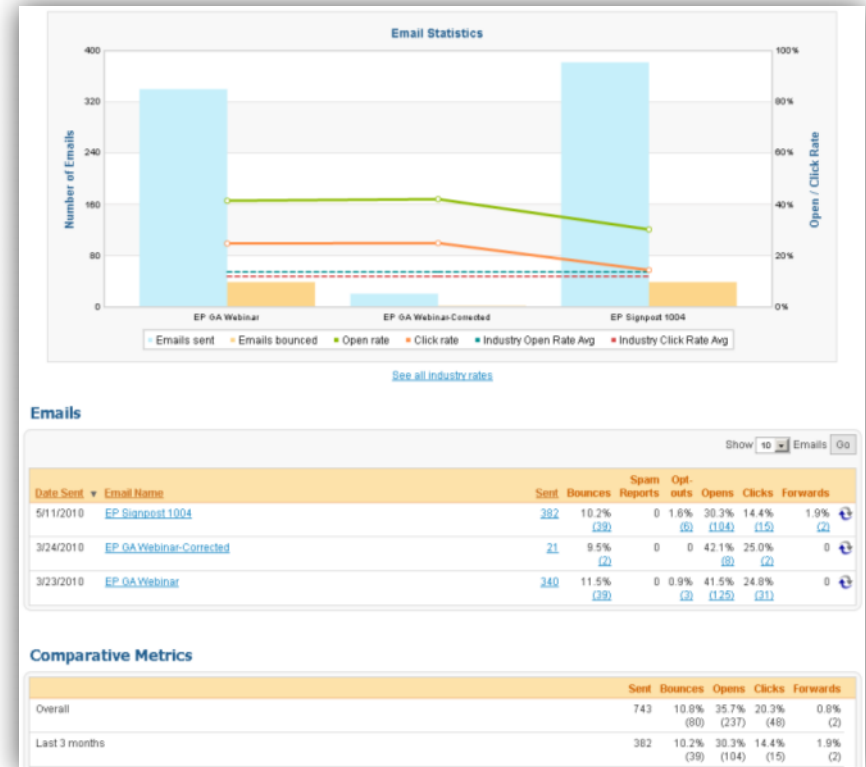 Email Statistics
400 100%
320 80%
240 60%
160 40%
80 20%
0 0%
Number of Emails
Open / Click Rate
EP GA Webinar EP GA Webinar-Corrected EP Signpost 1004
Emails sent Emails bounced Open rate Click rate Industry Open Rate Avg Industry Click Rate Avg
See all industry rates
Emails
Show 10 Emails Go
Spam Opt-
Date Sent Email Name Sent Bounces Reports outs Opens Clicks Forwards
5/11/2010 EP Signpost 1004 382 10.2% 0 1.6% 30.3% 14.4% 1.9%
(39) (6) (104) (15) (2)
3/24/2010 EP GA Webinar-Corrected 21 9.5% 0 0 42.1% 25.0% 0
(2) (8) (2)
3/23/2010 EP GA Webinar 340 11.5% 0 0.9% 41.5% 24.8% 0
(39) (3) (125) (31)
Comparative Metrics
Sent Bounces Opens Clicks Forwards
Overall 743 10.8% 35.7% 20.3% 0.8%
(80) (237) (48) (2)
Last 3 months 382 10.2% 30.3% 14.4% 1.9%
(39) (104) (15) (2)